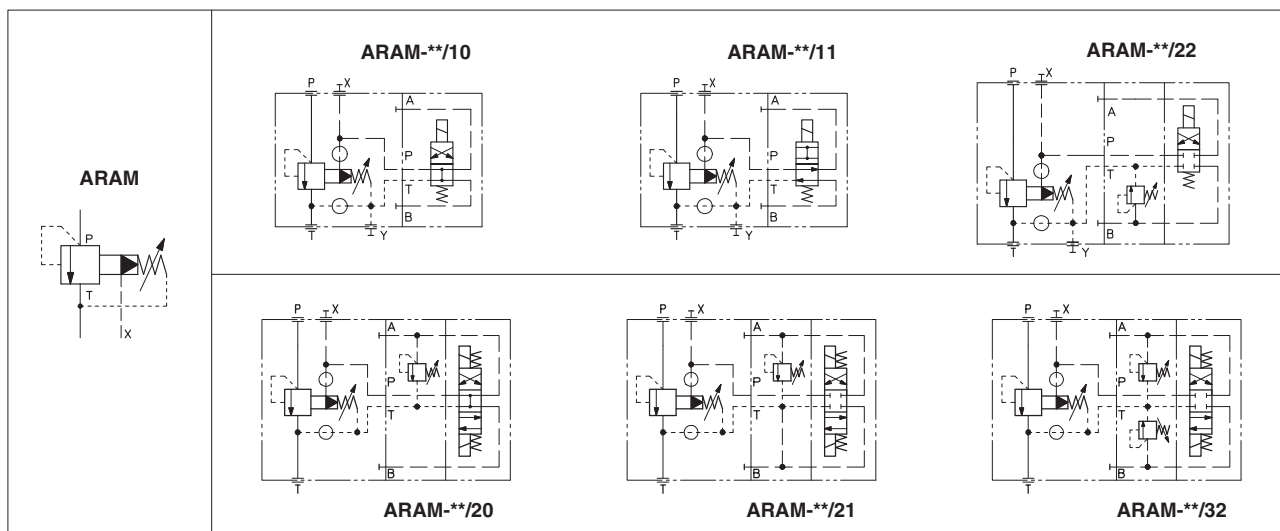 ARAM
P
T
X
ARAM-**/10
P
X
A
P
T
B
T
Y
ARAM-**/11
P
X
A
P
T
B
T
Y
ARAM-**/22
P
X
A
P
T
B
T
Y
P
X
A
P
T
B
T
ARAM-**/20
P
X
A
P
T
B
T
ARAM-**/21
P
X
A
P
T
B
T
ARAM-**/32